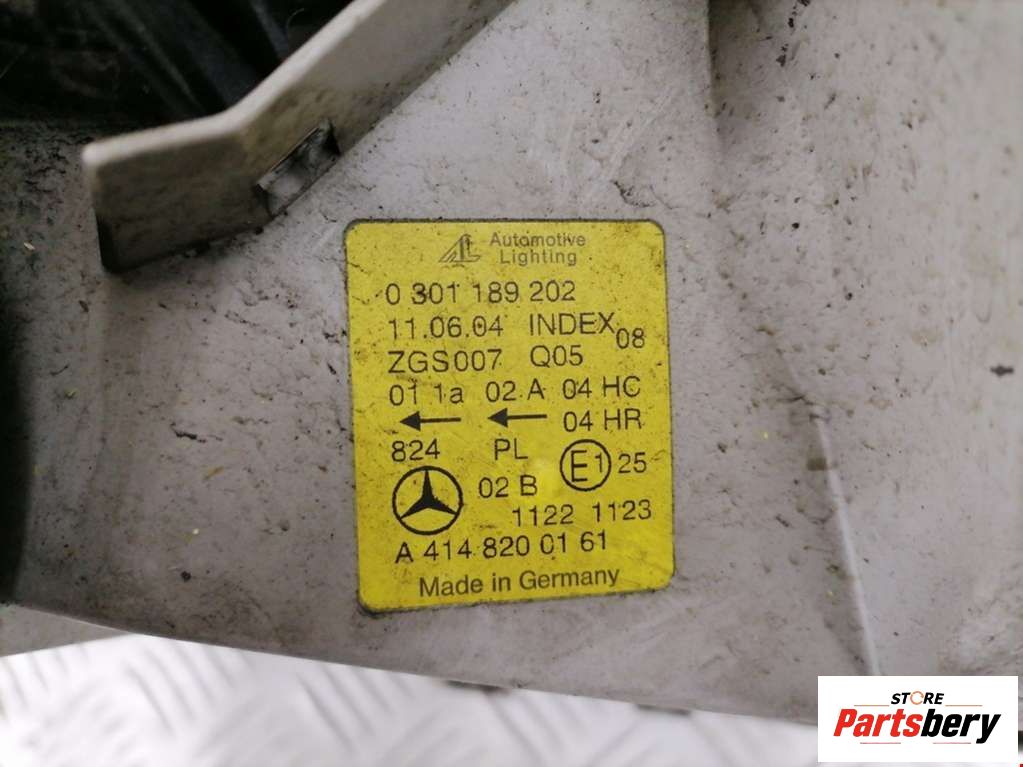 Automotive
Lighting
0 301 189 202
11.06.04 INDEX 08
ZGS007 Q05
01 1a 02 A 04 HC
← ← 04 HR
824 PL
E1 25
02 B
1122 1123
A 414 820 01 61
Made in Germany
STORE
Partsbery